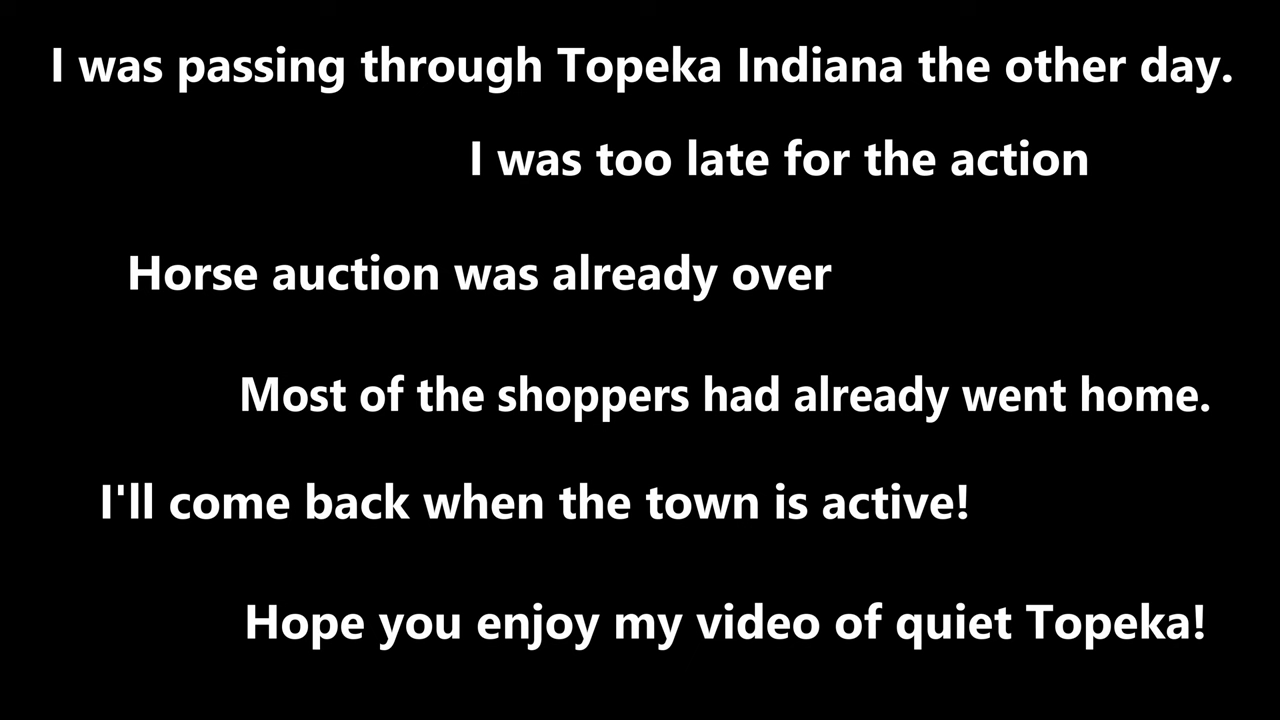 I was passing through Topeka Indiana the other day.
I was too late for the action
Horse auction was already over
Most of the shoppers had already went home.
I'll come back when the town is active!
Hope you enjoy my video of quiet Topeka!